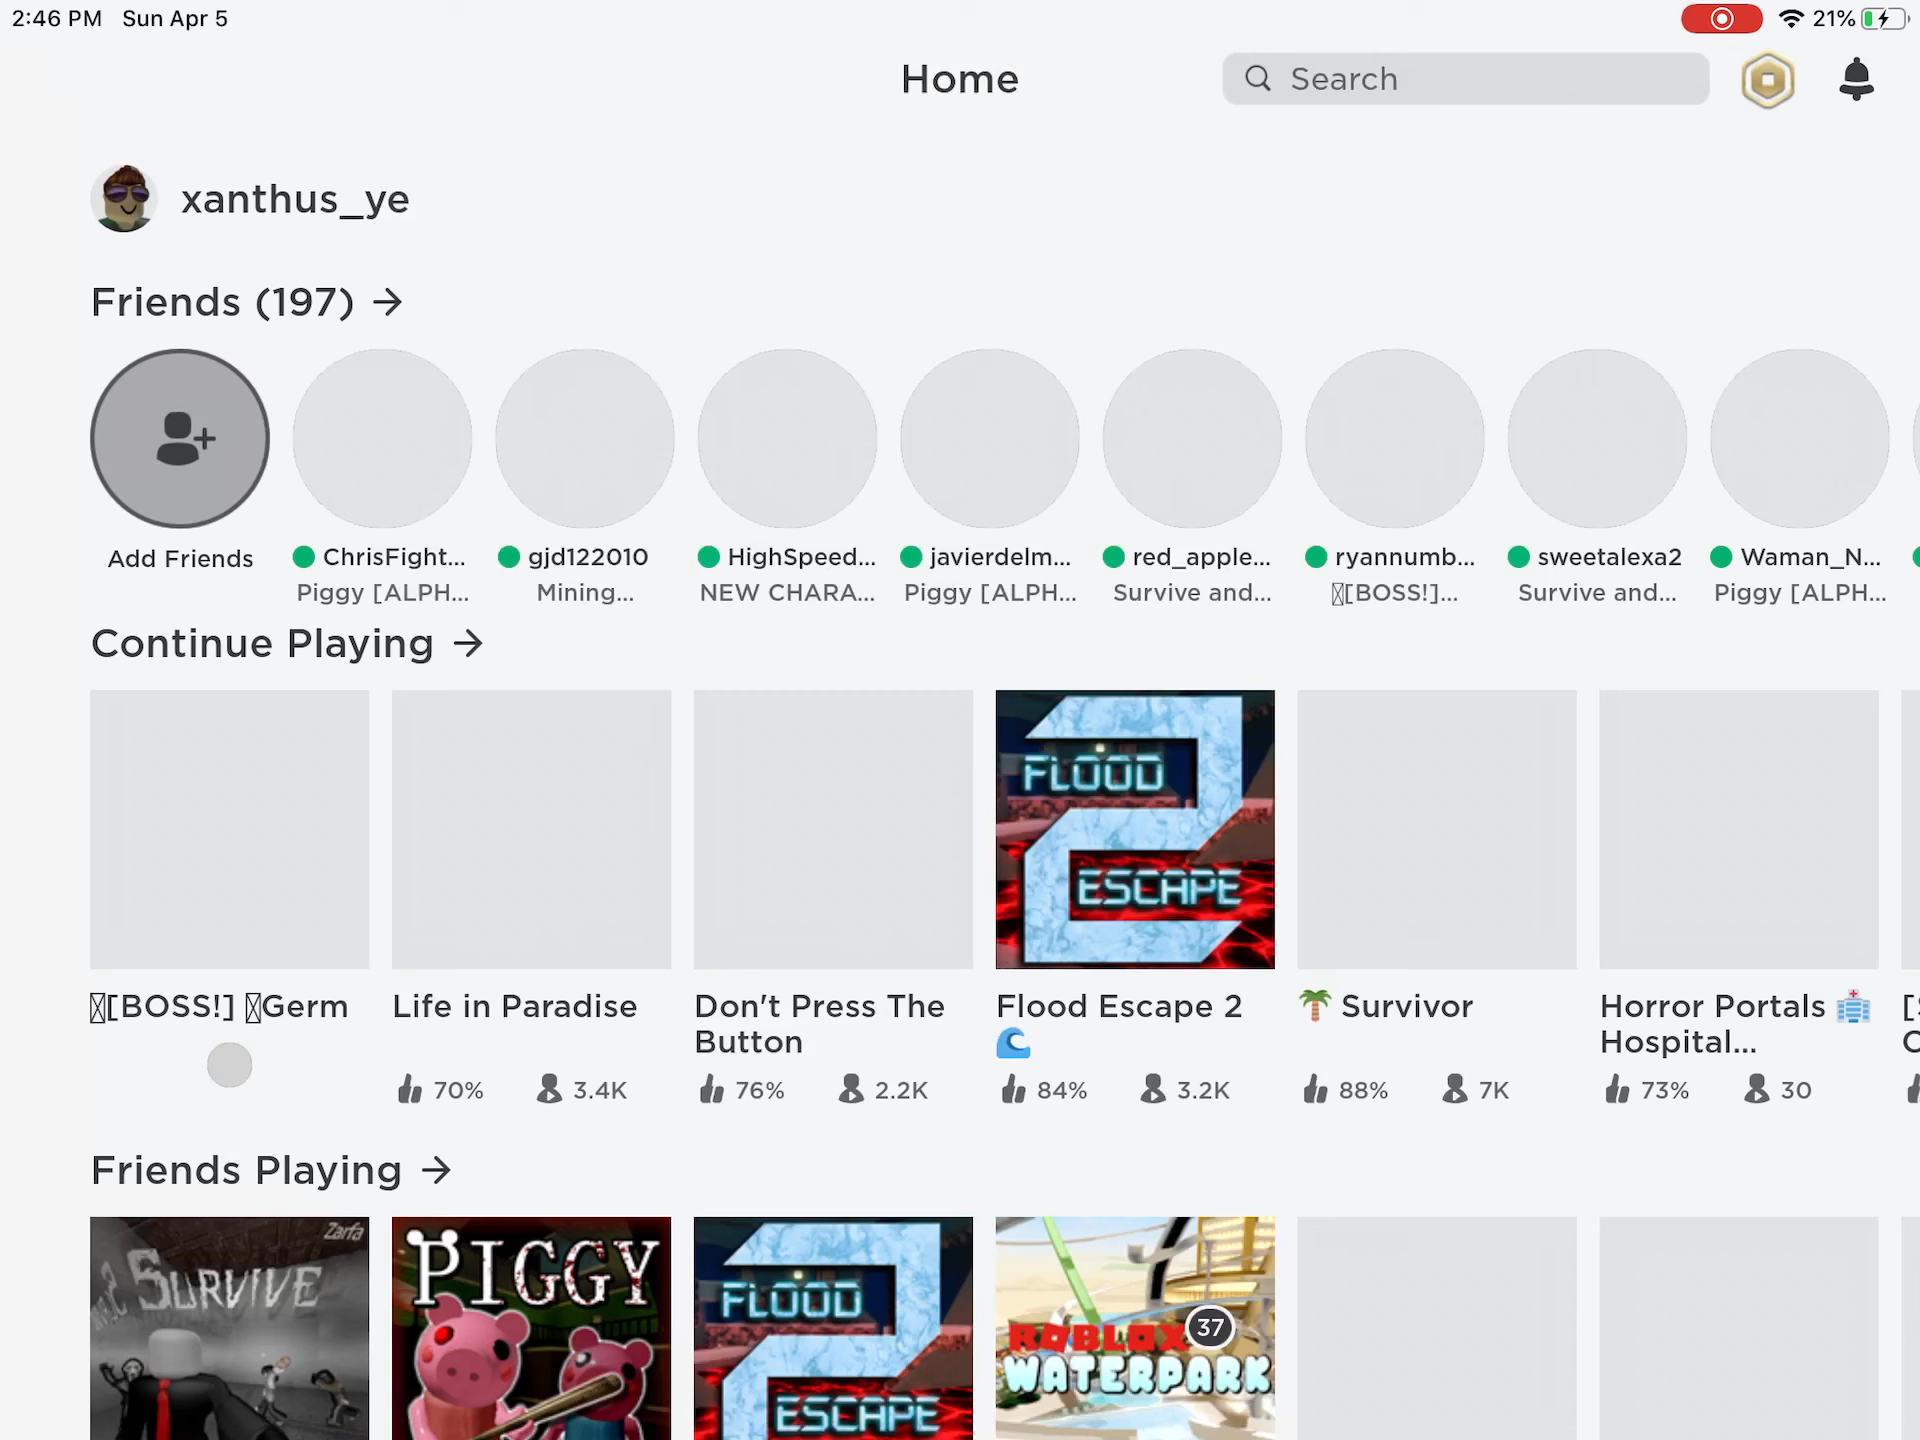 2:46 PM Sun Apr 5
21%
Home
Search
xanthus_ye
Friends (197) →
Add Friends
ChrisFight...
Piggy [ALPH...
gjd122010
Mining...
HighSpeed...
NEW CHARA...
javierdelm...
Piggy [ALPH...
red_apple...
Survive and...
ryannumb...
[BOSS!]...
sweetalexa2
Survive and...
Waman_N...
Piggy [ALPH...
Continue Playing →
FLOOD
2
ESCAPE
[BOSS!] Germ
Life in Paradise
70% 3.4K
Don't Press The
Button
76% 2.2K
Flood Escape 2
🌊
84% 3.2K
🌴 Survivor
88% 7K
Horror Portals 🏥
Hospital...
73% 30
Friends Playing →
Zarfa
SURVIVE
PIGGY
FLOOD
2
ESCAPE
ROBLOX
WATERPARK
37